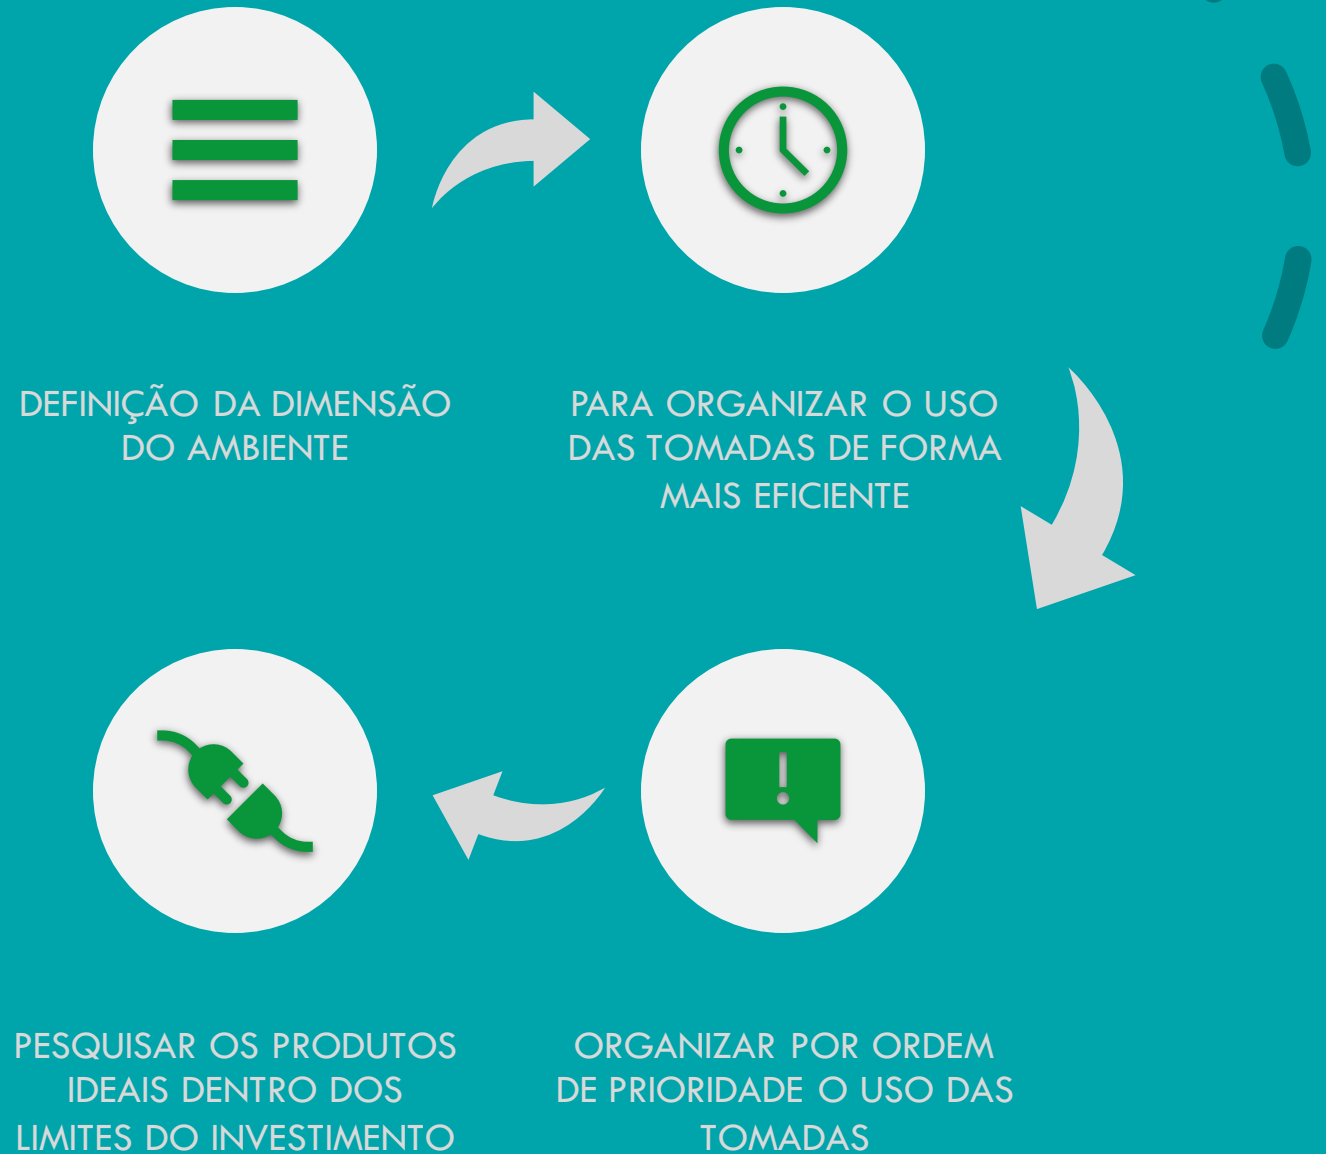 DEFINIÇÃO DA DIMENSÃO
DO AMBIENTE
PARA ORGANIZAR O USO
DAS TOMADAS DE FORMA
MAIS EFICIENTE
PESQUISAR OS PRODUTOS
IDEAIS DENTRO DOS
LIMITES DO INVESTIMENTO
ORGANIZAR POR ORDEM
DE PRIORIDADE O USO DAS
TOMADAS